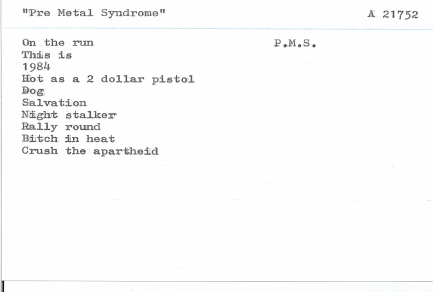 "Pre Metal Syndrome" A 21752
On the run P.M.S.
This is
1984
Hot as a 2 dollar pistol
Dog
Salvation
Night stalker
Rally round
Bitch in heat
Crush the apartheid